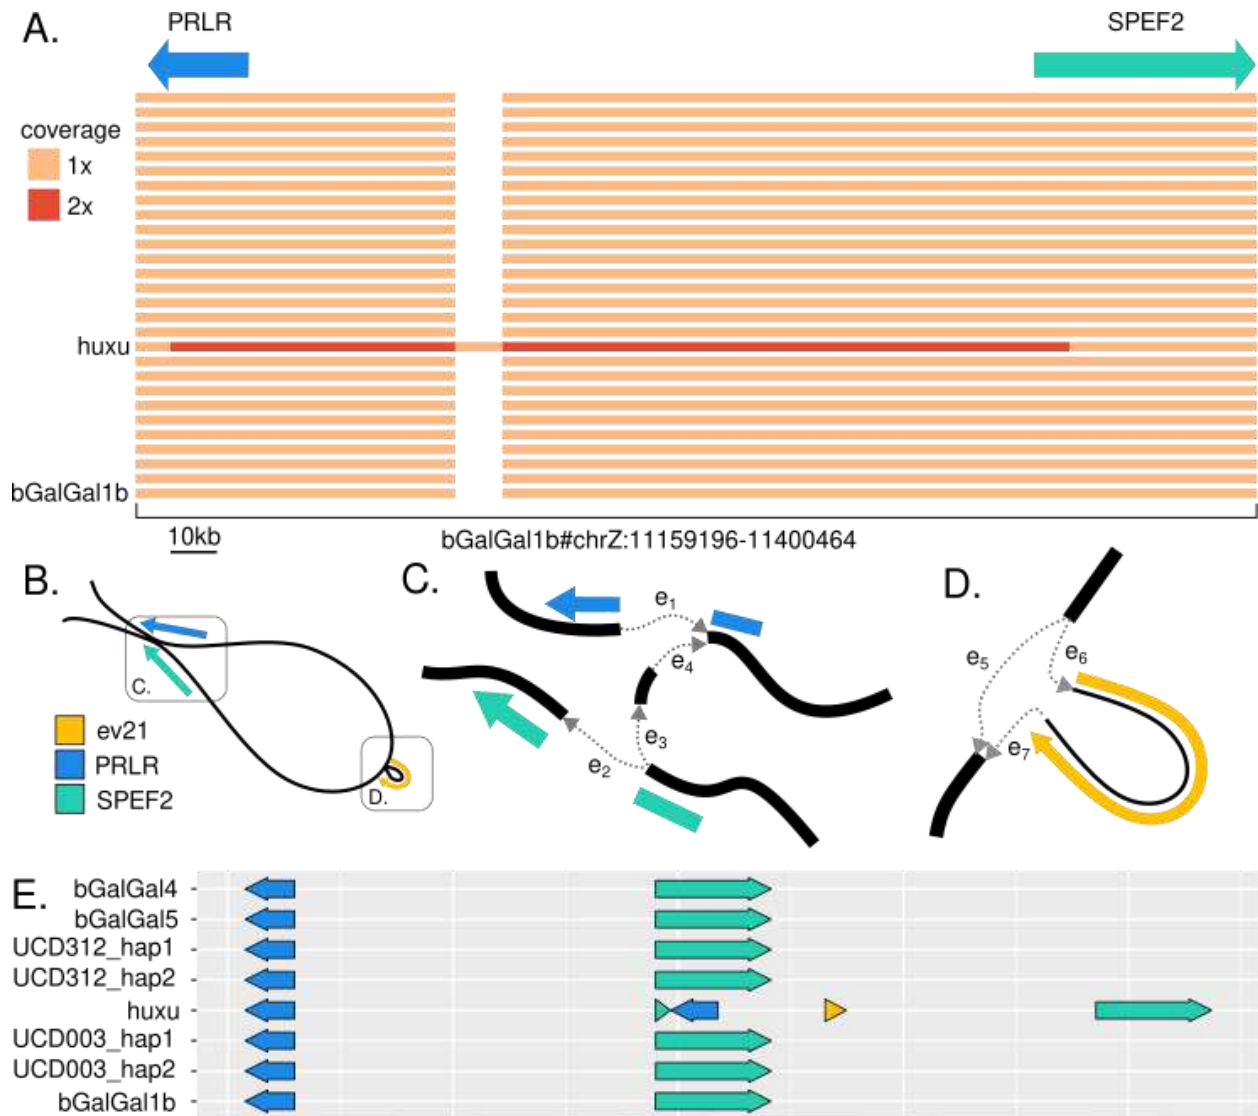 A.
PRLR
SPEF2
coverage
1x
2x
huxu
bGalGal1b
10kb
bGalGal1b#chrZ:11159196-11400464
B.
C.
D.
ev21
PRLR
SPEF2
C.
e1
e4
e3
e2
D.
e5
e6
e7
E.
bGalGal4
bGalGal5
UCD312_hap1
UCD312_hap2
huxu
UCD003_hap1
UCD003_hap2
bGalGal1b